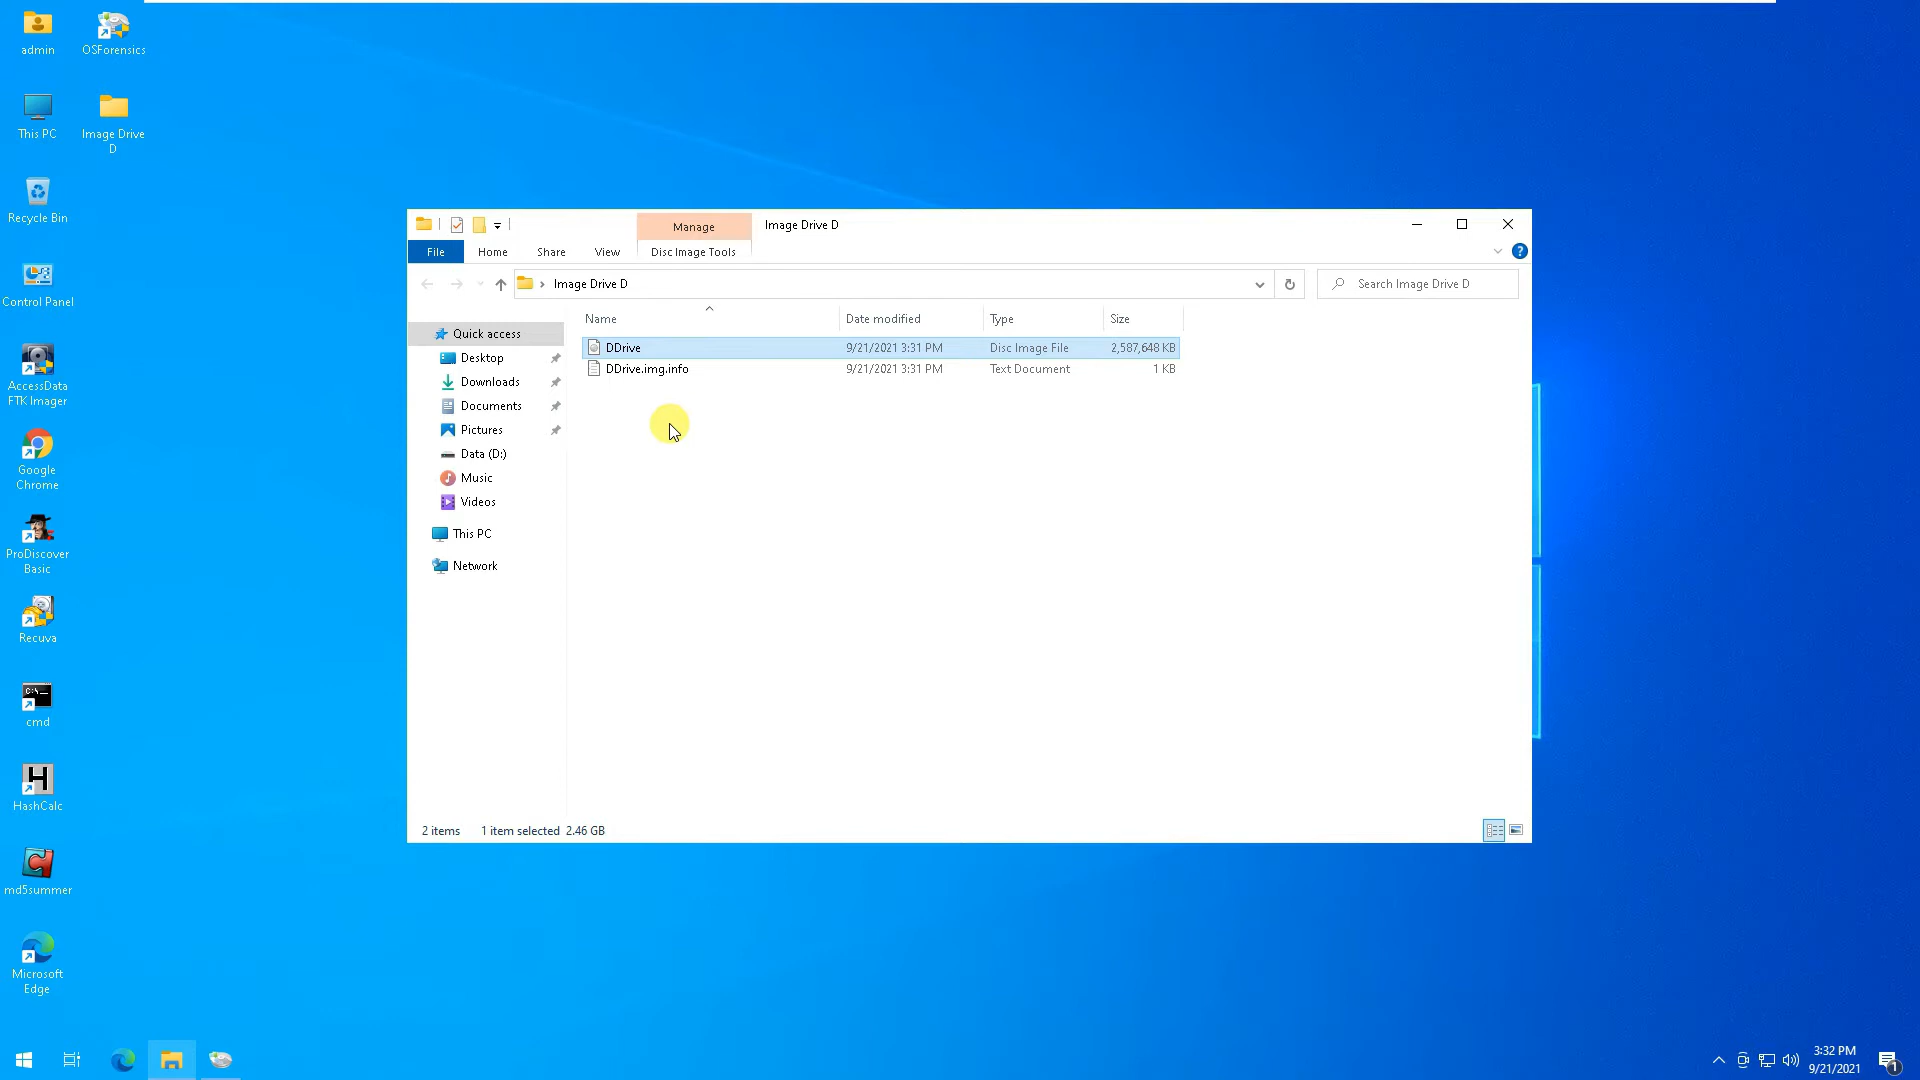 admin
OSForensics
This PC
Image Drive
D
Recycle Bin
Control Panel
AccessData
FTK Imager
Google
Chrome
ProDiscover
Basic
Recuva
C:\_
cmd
H
HashCalc
md5summer
Microsoft
Edge
Manage
Image Drive D
File
Home
Share
View
Disc Image Tools
?
Image Drive D
Search Image Drive D
Name
Date modified
Type
Size
Quick access
Desktop
Downloads
Documents
Pictures
Data (D:)
Music
Videos
This PC
Network
DDrive
9/21/2021 3:31 PM
Disc Image File
2,587,648 KB
DDrive.img.info
9/21/2021 3:31 PM
Text Document
1 KB
2 items
1 item selected 2.46 GB
3:32 PM
9/21/2021
1